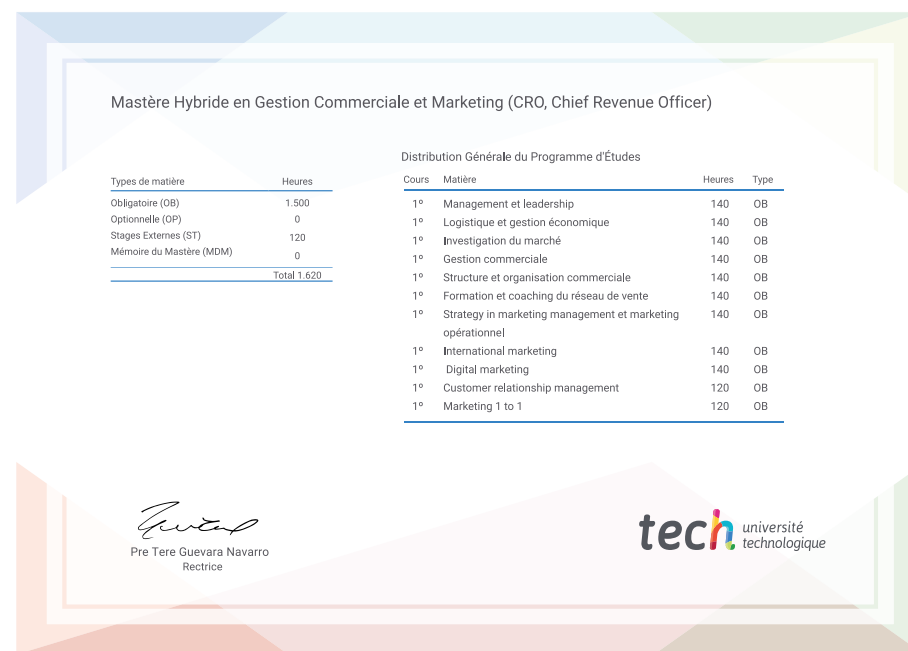 Mastère Hybride en Gestion Commerciale et Marketing (CRO, Chief Revenue Officer)
Types de matière Heures
Obligatoire (OB) 1.500
Optionnelle (OP) 0
Stages Externes (ST) 120
Mémoire du Mastère (MDM) 0
Total 1.620
Distribution Générale du Programme d'Études
Cours Matière Heures Type
1º Management et leadership 140 OB
1º Logistique et gestion économique 140 OB
1º Investigation du marché 140 OB
1º Gestion commerciale 140 OB
1º Structure et organisation commerciale 140 OB
1º Formation et coaching du réseau de vente 140 OB
1º Strategy in marketing management et marketing 140 OB
opérationnel
1º International marketing 140 OB
1º Digital marketing 140 OB
1º Customer relationship management 120 OB
1º Marketing 1 to 1 120 OB
Pre Tere Guevara Navarro
Rectrice
tech université
technologique